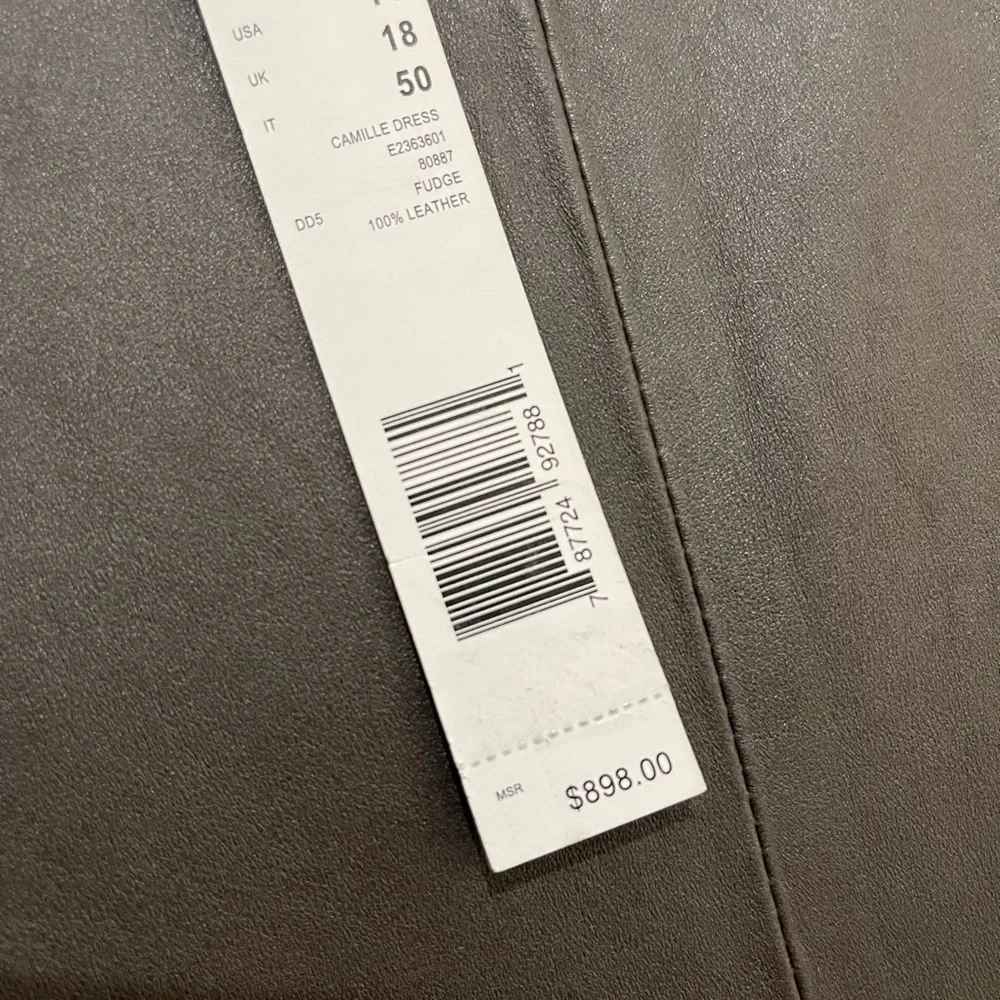 USA
UK 18
IT 50
CAMILLE DRESS
E2363601
80887
FUDGE
DD5 100% LEATHER
7 87724 92788 1
MSR $898.00